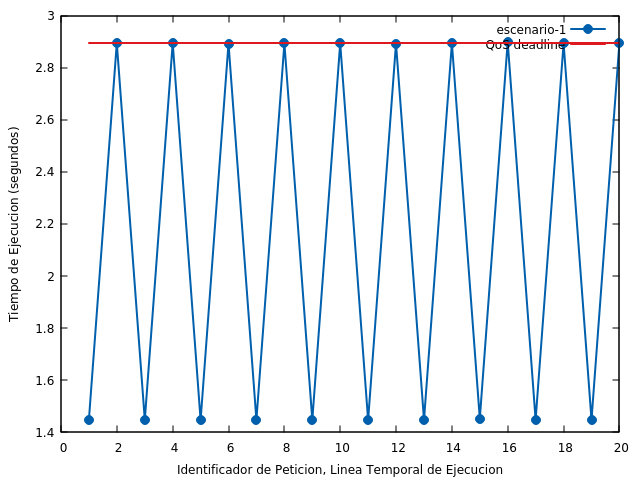 3
2.8
2.6
2.4
2.2
2
1.8
1.6
1.4
0 2 4 6 8 10 12 14 16 18 20
Tiempo de Ejecucion (segundos)
Identificador de Peticion, Linea Temporal de Ejecucion
escenario-1
QoS deadline